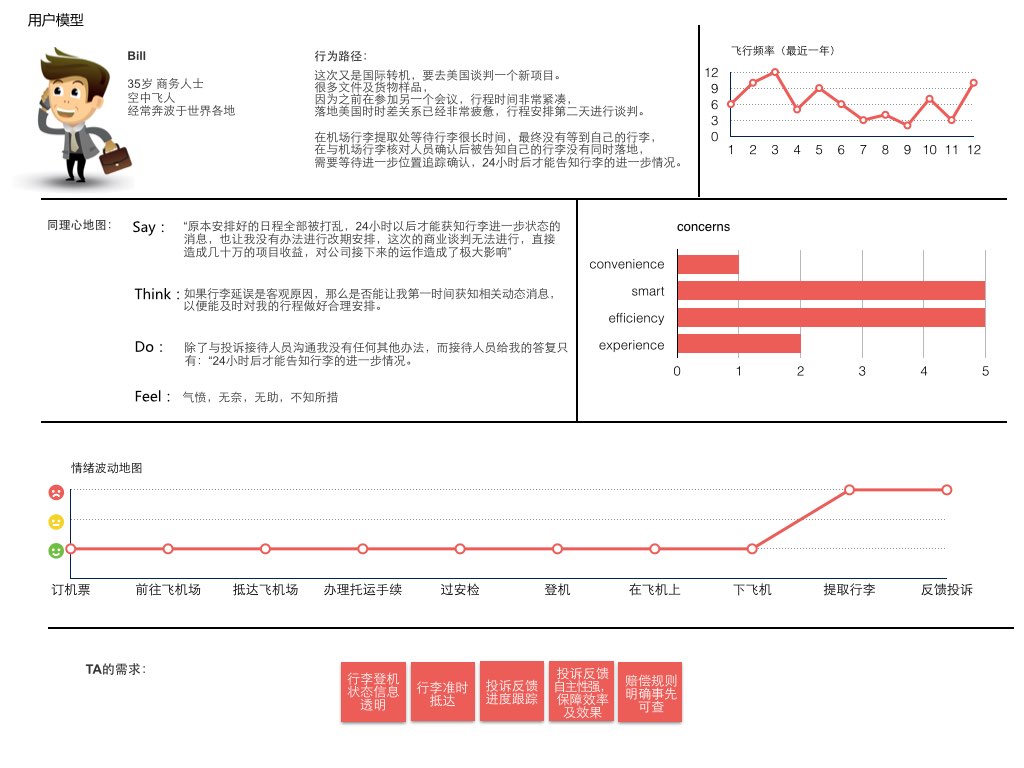 用户模型
Bill
35岁 商务人士
空中飞人
经常奔波于世界各地
行为路径：
这次又是国际转机，要去美国谈判一个新项目。
很多文件及货物样品，
因为之前在参加另一个会议，行程时间非常紧凑，
落地美国时时差关系已经非常疲惫，行程安排第二天进行谈判。
在机场行李提取处等待行李很长时间，最终没有等到自己的行李，
在与机场行李核对人员确认后被告知自己的行李没有同时落地，
需要等待进一步位置追踪确认，24小时后才能告知行李的进一步情况。
飞行频率（最近一年）
12
9
6
3
0
1 2 3 4 5 6 7 8 9 10 11 12
同理心地图：
Say：
“原本安排好的日程全部被打乱，24小时以后才能获知行李进一步状态的
消息，也让我没有办法进行改期安排，这次的商业谈判无法进行，直接
造成几十万的项目收益，对公司接下来的运作造成了极大影响”
Think：
如果行李延误是客观原因，那么是否能让我第一时间获知相关动态消息，
以便能及时对我的行程做好合理安排。
Do：
除了与投诉接待人员沟通我没有任何其他办法，而接待人员给我的答复只
有：“24小时后才能告知行李的进一步情况。
Feel：
气愤，无奈，无助，不知所措
concerns
convenience
smart
efficiency
experience
0 1 2 3 4 5
情绪波动地图
订机票 前往飞机场 抵达飞机场 办理托运手续 过安检 登机 在飞机上 下飞机 提取行李 反馈投诉
TA的需求：
行李登机
状态信息
透明
行李准时
抵达
投诉反馈
进度跟踪
投诉反馈
自主性强，
保障效率
及效果
赔偿规则
明确事先
可查